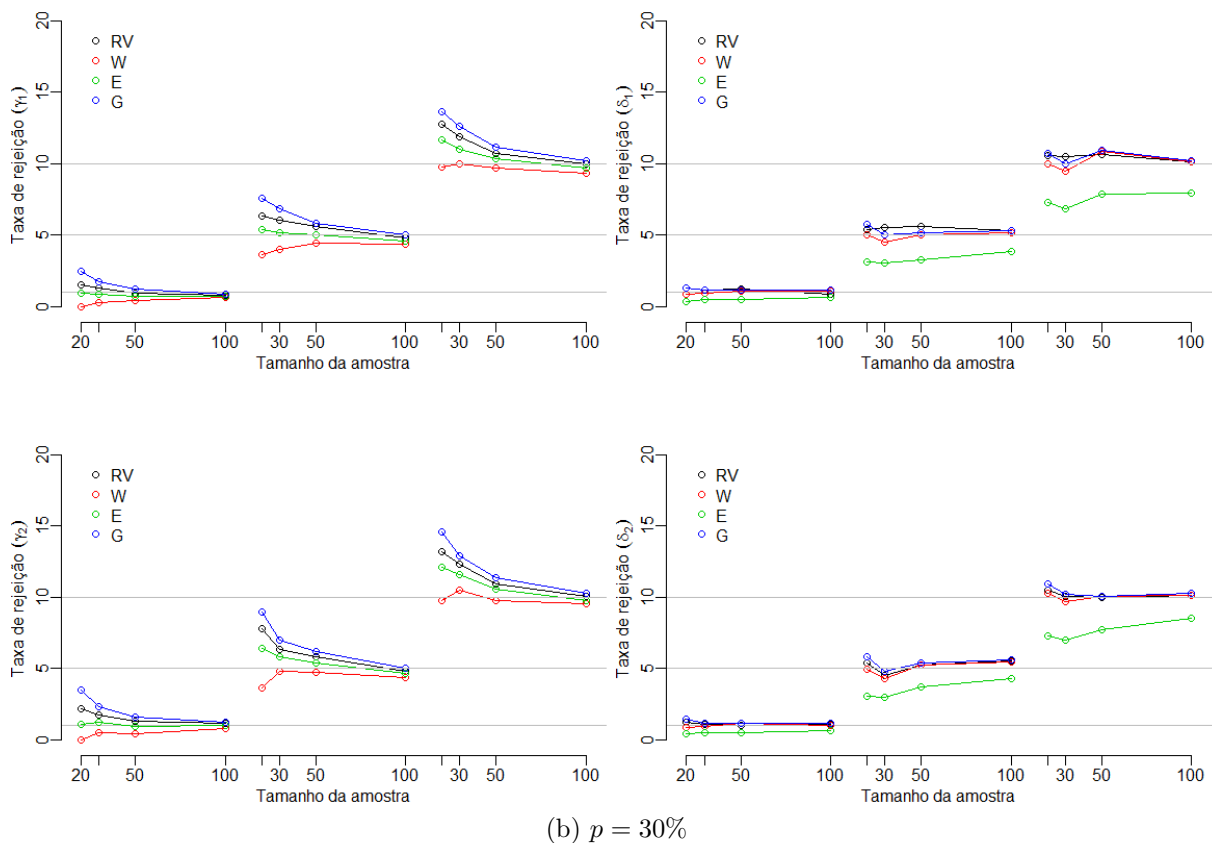 Taxa de rejeição (γ₁)
0 5 10 15 20
RV
W
E
G
20 50 100 30 50 100 30 50 100
Tamanho da amostra
Taxa de rejeição (δ₁)
0 5 10 15 20
RV
W
E
G
20 50 100 30 50 100 30 50 100
Tamanho da amostra
Taxa de rejeição (γ₂)
0 5 10 15 20
RV
W
E
G
20 50 100 30 50 100 30 50 100
Tamanho da amostra
Taxa de rejeição (δ₂)
0 5 10 15 20
RV
W
E
G
20 50 100 30 50 100 30 50 100
Tamanho da amostra
(b) p = 30%